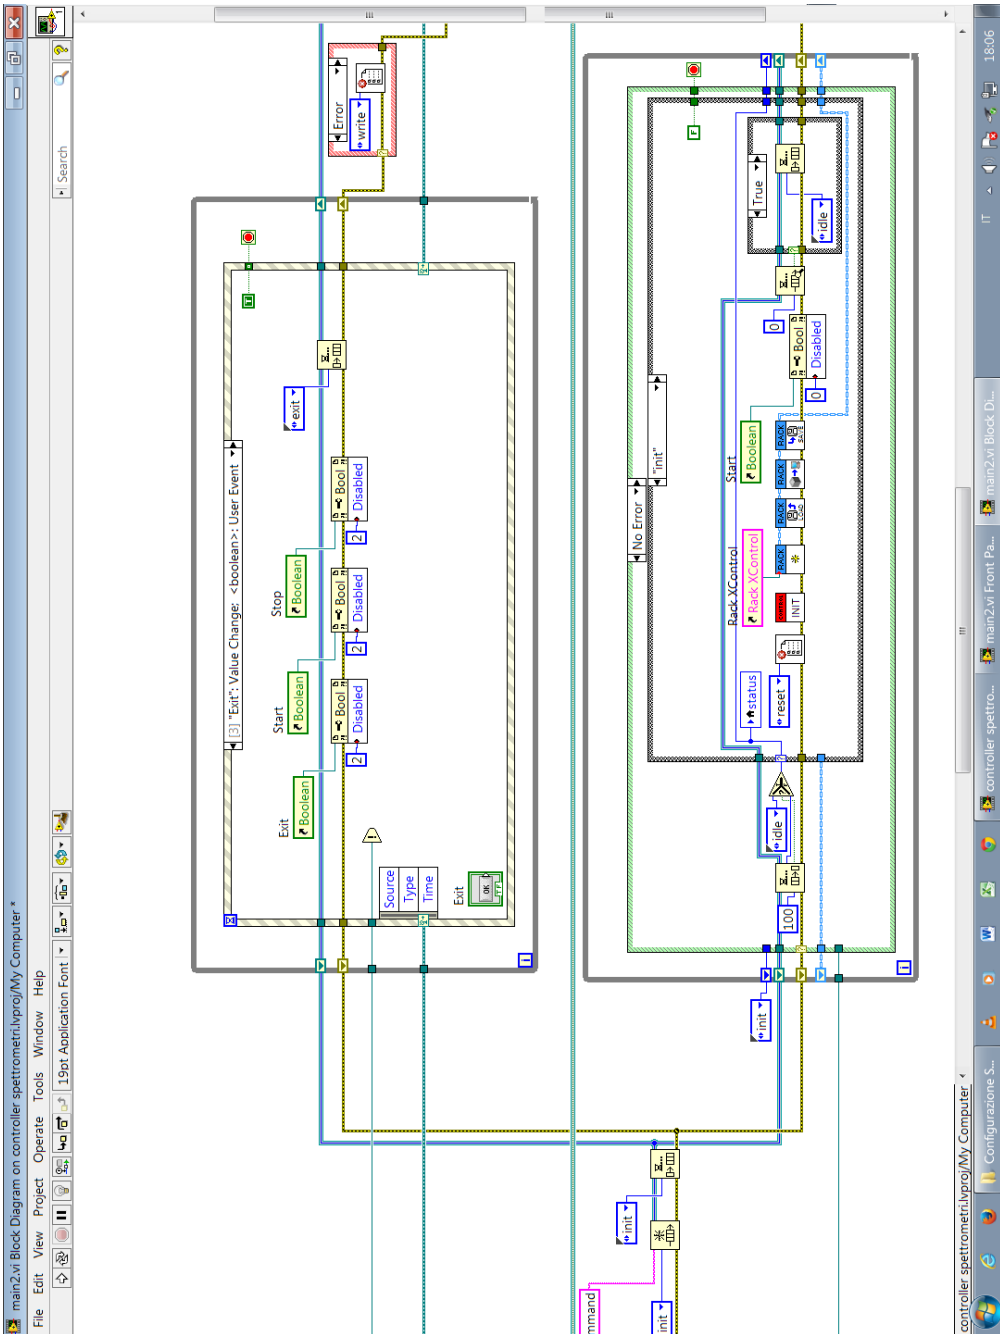 main2.vi Block Diagram on controller spettrometri.lvproj/My Computer *
File Edit View Project Operate Tools Window Help
19pt Application Font
Search
Error
write
[3] "Exit": Value Change: <boolean>: User Event
exit
Exit
Boolean
Bool
Disabled
2
Start
Boolean
Bool
Disabled
2
Stop
Boolean
Bool
Disabled
2
Source
Type
Time
Exit
OK
TF
T
i
init
mmand
init
init
No Error
"init"
True
idle
100
idle
status
reset
INIT
Rack XControl
Rack XControl
RACK
RACK
LOAD
RACK
RACK
SAVE
Start
Boolean
Bool
Disabled
0
0
F
i
controller spettrometri.lvproj/My Computer
Configurazione S...
controller spettro...
main2.vi Front Pa...
main2.vi Block Di...
IT
18:06